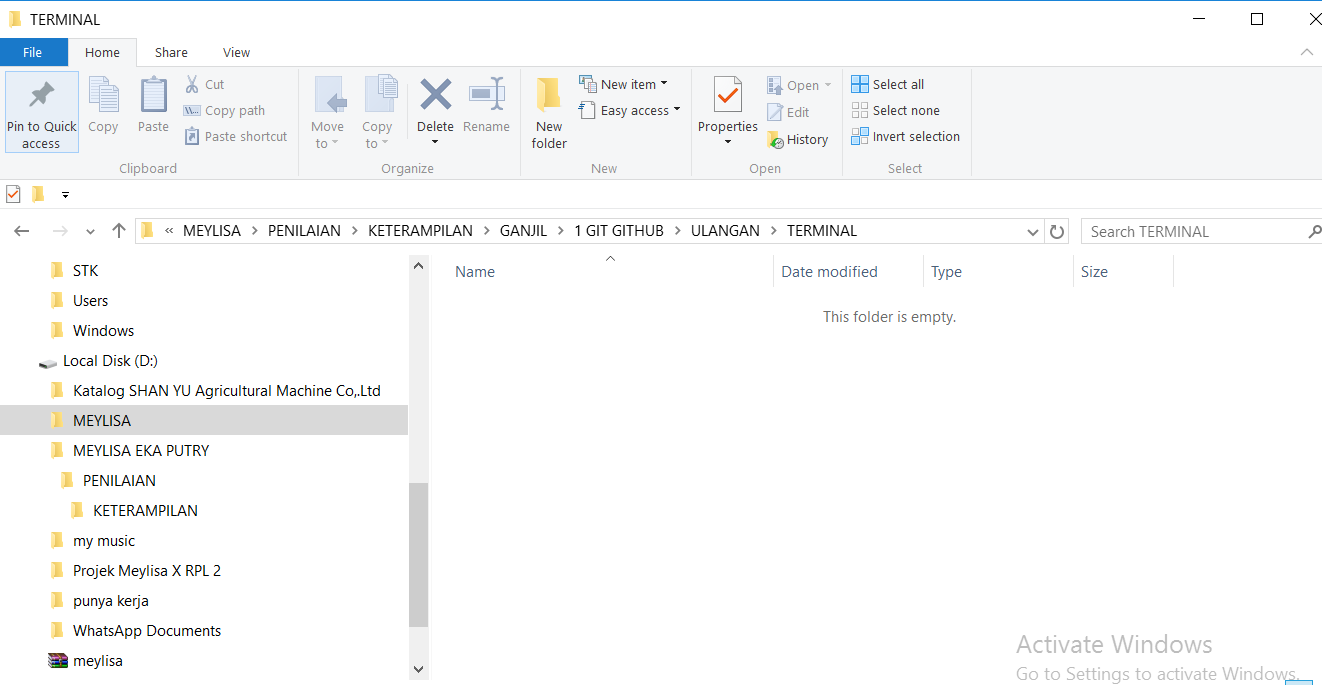 TERMINAL
File Home Share View
Pin to Quick access
Copy
Paste
Cut
Copy path
Paste shortcut
Clipboard
Move to
Copy to
Delete
Rename
Organize
New folder
New item
Easy access
New
Properties
Open
Edit
History
Open
Select all
Select none
Invert selection
Select
« MEYLISA > PENILAIAN > KETERAMPILAN > GANJIL > 1 GIT GITHUB > ULANGAN > TERMINAL
Search TERMINAL
STK
Users
Windows
Local Disk (D:)
Katalog SHAN YU Agricultural Machine Co,.Ltd
MEYLISA
MEYLISA EKA PUTRY
PENILAIAN
KETERAMPILAN
my music
Projek Meylisa X RPL 2
punya kerja
WhatsApp Documents
meylisa
Name Date modified Type Size
This folder is empty.
Activate Windows
Go to Settings to activate Windows.